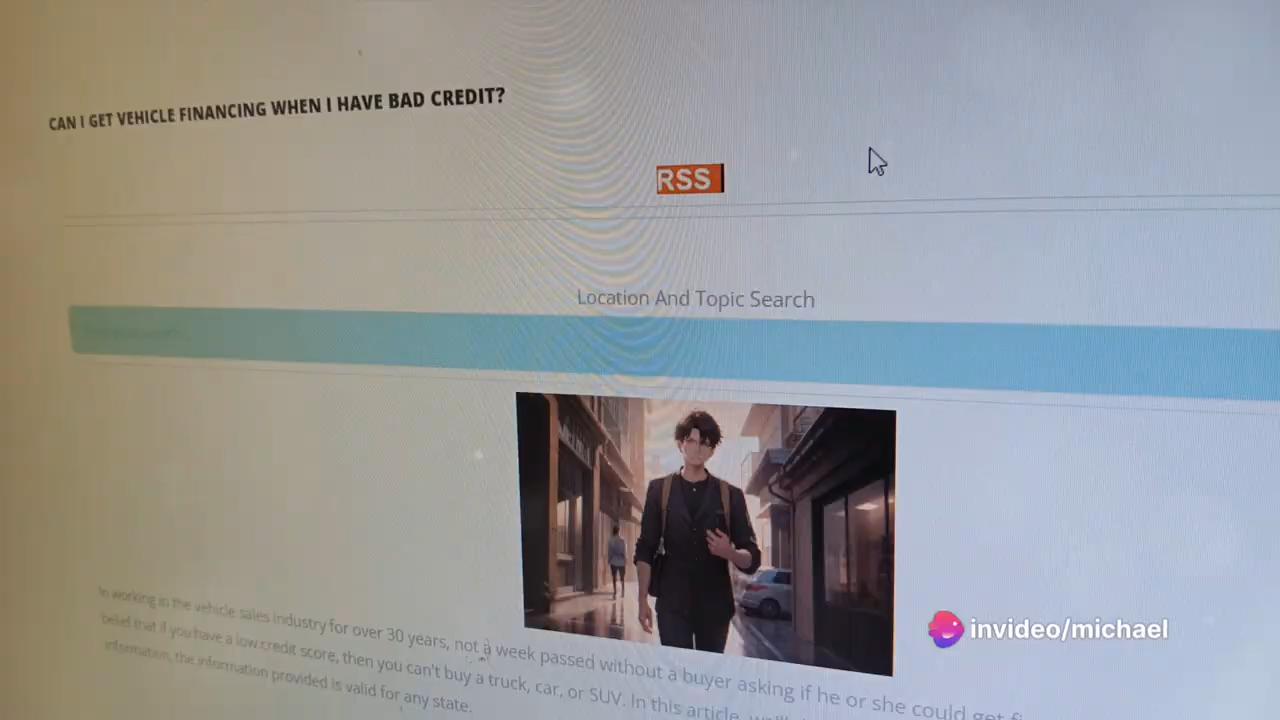 CAN I GET VEHICLE FINANCING WHEN I HAVE BAD CREDIT?
RSS
Location And Topic Search
In working in the vehicle sales industry for over 30 years, not a week passed without a buyer asking if he or she could get
belief that if you have a low credit score, then you can't buy a truck, car, or SUV. In this article,
information, the information provided is valid for any state.
invideo/michael